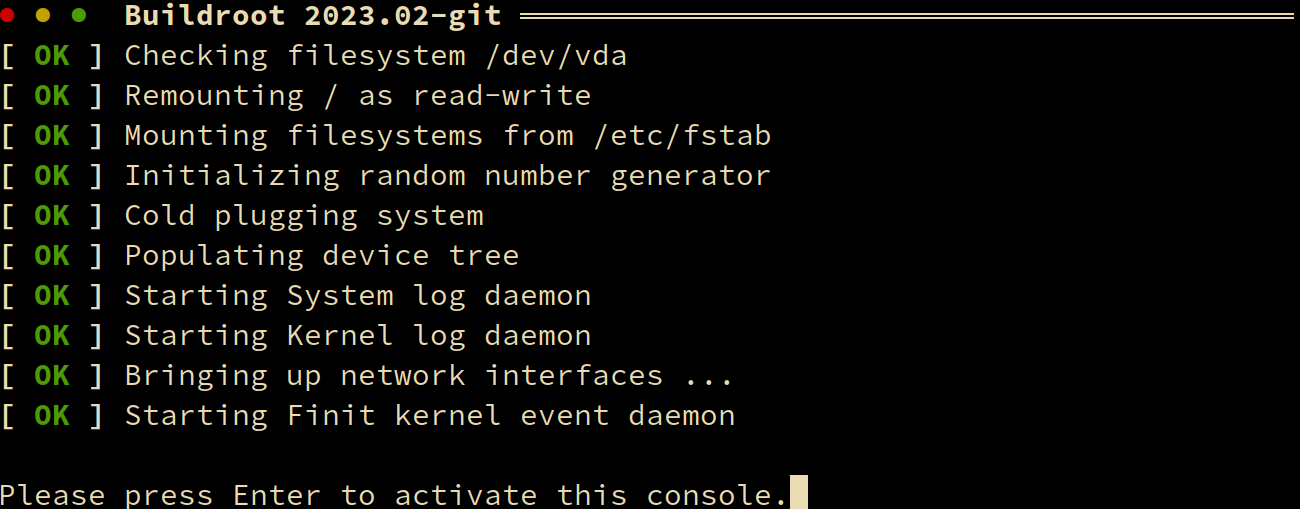 Buildroot 2023.02-git
[ OK ] Checking filesystem /dev/vda
[ OK ] Remounting / as read-write
[ OK ] Mounting filesystems from /etc/fstab
[ OK ] Initializing random number generator
[ OK ] Cold plugging system
[ OK ] Populating device tree
[ OK ] Starting System log daemon
[ OK ] Starting Kernel log daemon
[ OK ] Bringing up network interfaces ...
[ OK ] Starting Finit kernel event daemon
Please press Enter to activate this console.